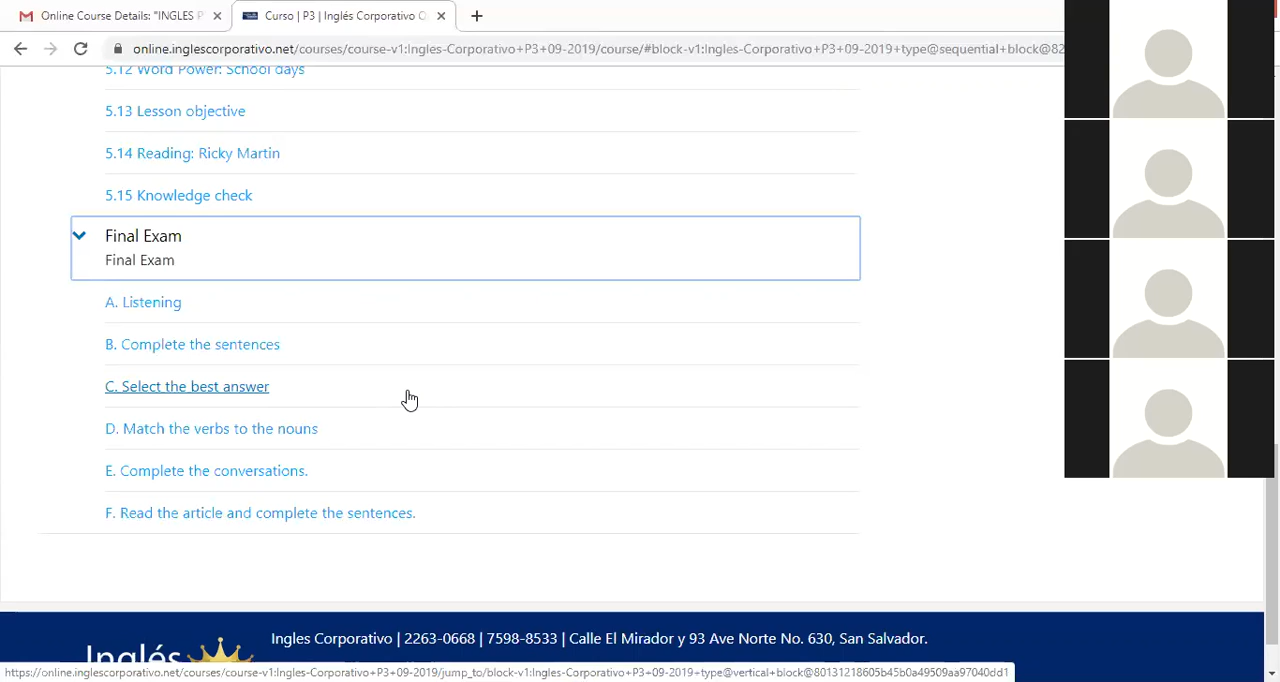 Online Course Details: "INGLES P
Curso | P3 | Inglés Corporativo O
online.inglescorporativo.net/courses/course-v1:Ingles-Corporativo+P3+09-2019/course/#block-v1:Ingles-Corporativo+P3+09-2019+type@sequential+block@82
5.12 Word Power: School days
5.13 Lesson objective
5.14 Reading: Ricky Martin
5.15 Knowledge check
Final Exam
Final Exam
A. Listening
B. Complete the sentences
C. Select the best answer
D. Match the verbs to the nouns
E. Complete the conversations.
F. Read the article and complete the sentences.
Ingles Corporativo | 2263-0668 | 7598-8533 | Calle El Mirador y 93 Ave Norte No. 630, San Salvador.
Inglés
https://online.inglescorporativo.net/courses/course-v1:Ingles-Corporativo+P3+09-2019/jump_to/block-v1:Ingles-Corporativo+P3+09-2019+type@vertical+block@80131218605b45b0a49509aa97040dd1